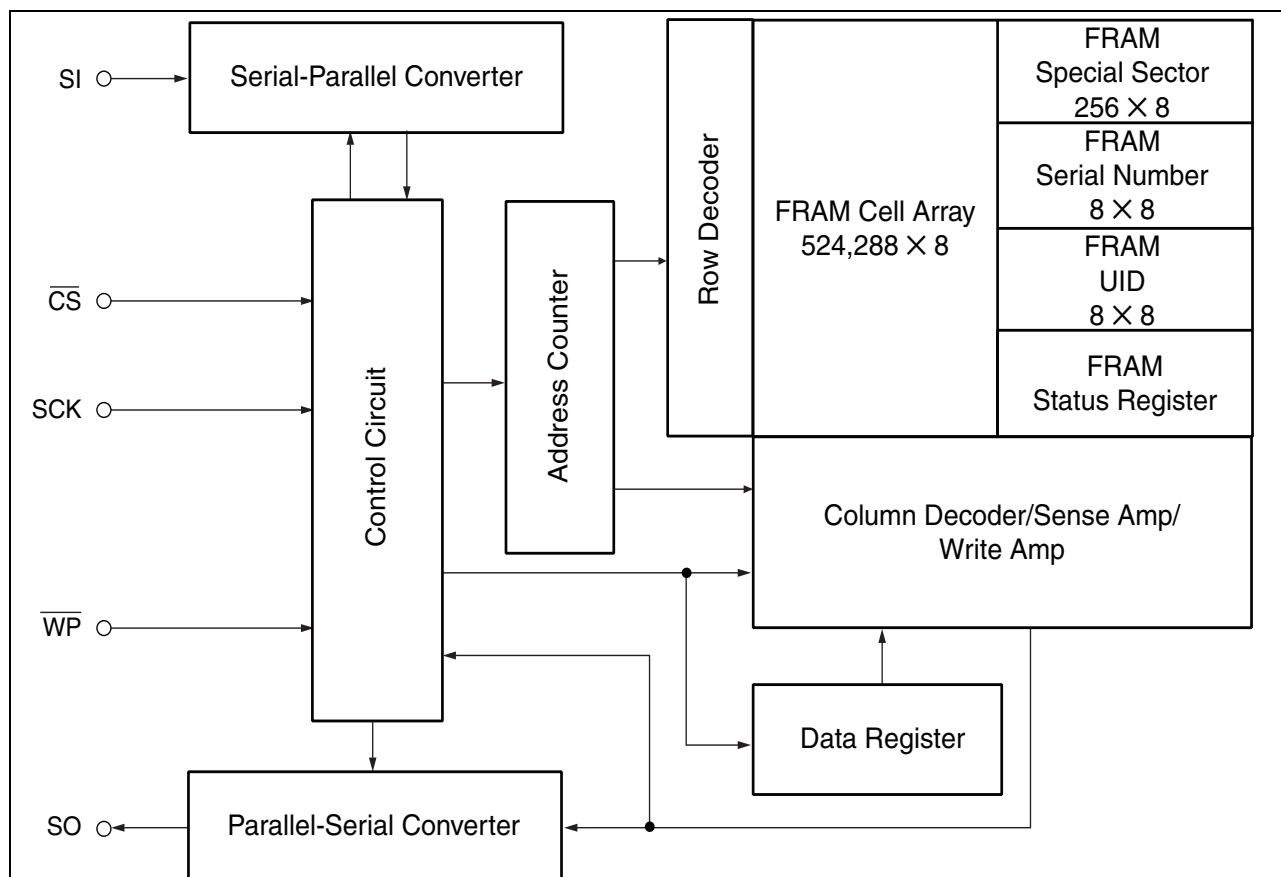 SI
Serial-Parallel Converter
FRAM
Special Sector
256 × 8
FRAM
Serial Number
8 × 8
FRAM
UID
8 × 8
FRAM
Status Register
Row Decoder
FRAM Cell Array
524,288 × 8
C̅S̅
SCK
W̅P̅
Control Circuit
Address Counter
Column Decoder/Sense Amp/
Write Amp
Data Register
SO
Parallel-Serial Converter